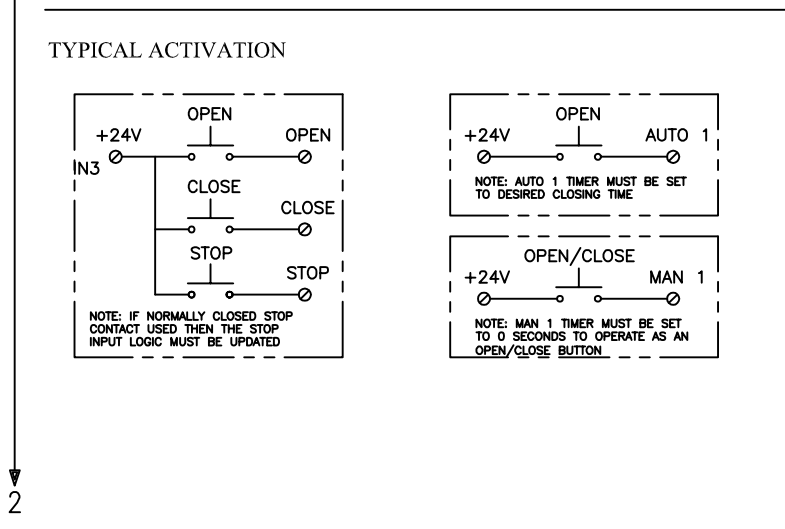 TYPICAL ACTIVATION
OPEN
+24V OPEN
IN3
CLOSE
CLOSE
STOP
STOP
NOTE: IF NORMALLY CLOSED STOP
CONTACT USED THEN THE STOP
INPUT LOGIC MUST BE UPDATED
OPEN
+24V AUTO 1
NOTE: AUTO 1 TIMER MUST BE SET
TO DESIRED CLOSING TIME
OPEN/CLOSE
+24V MAN 1
NOTE: MAN 1 TIMER MUST BE SET
TO 0 SECONDS TO OPERATE AS AN
OPEN/CLOSE BUTTON
2